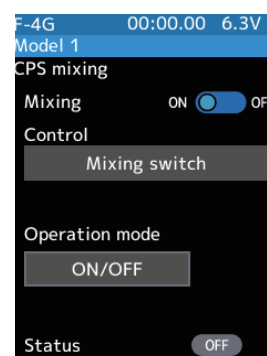 F-4G 00:00.00 6.3V
Model 1
CPS mixing
Mixing ON OF
Control
Mixing switch
Operation mode
ON/OFF
Status OFF